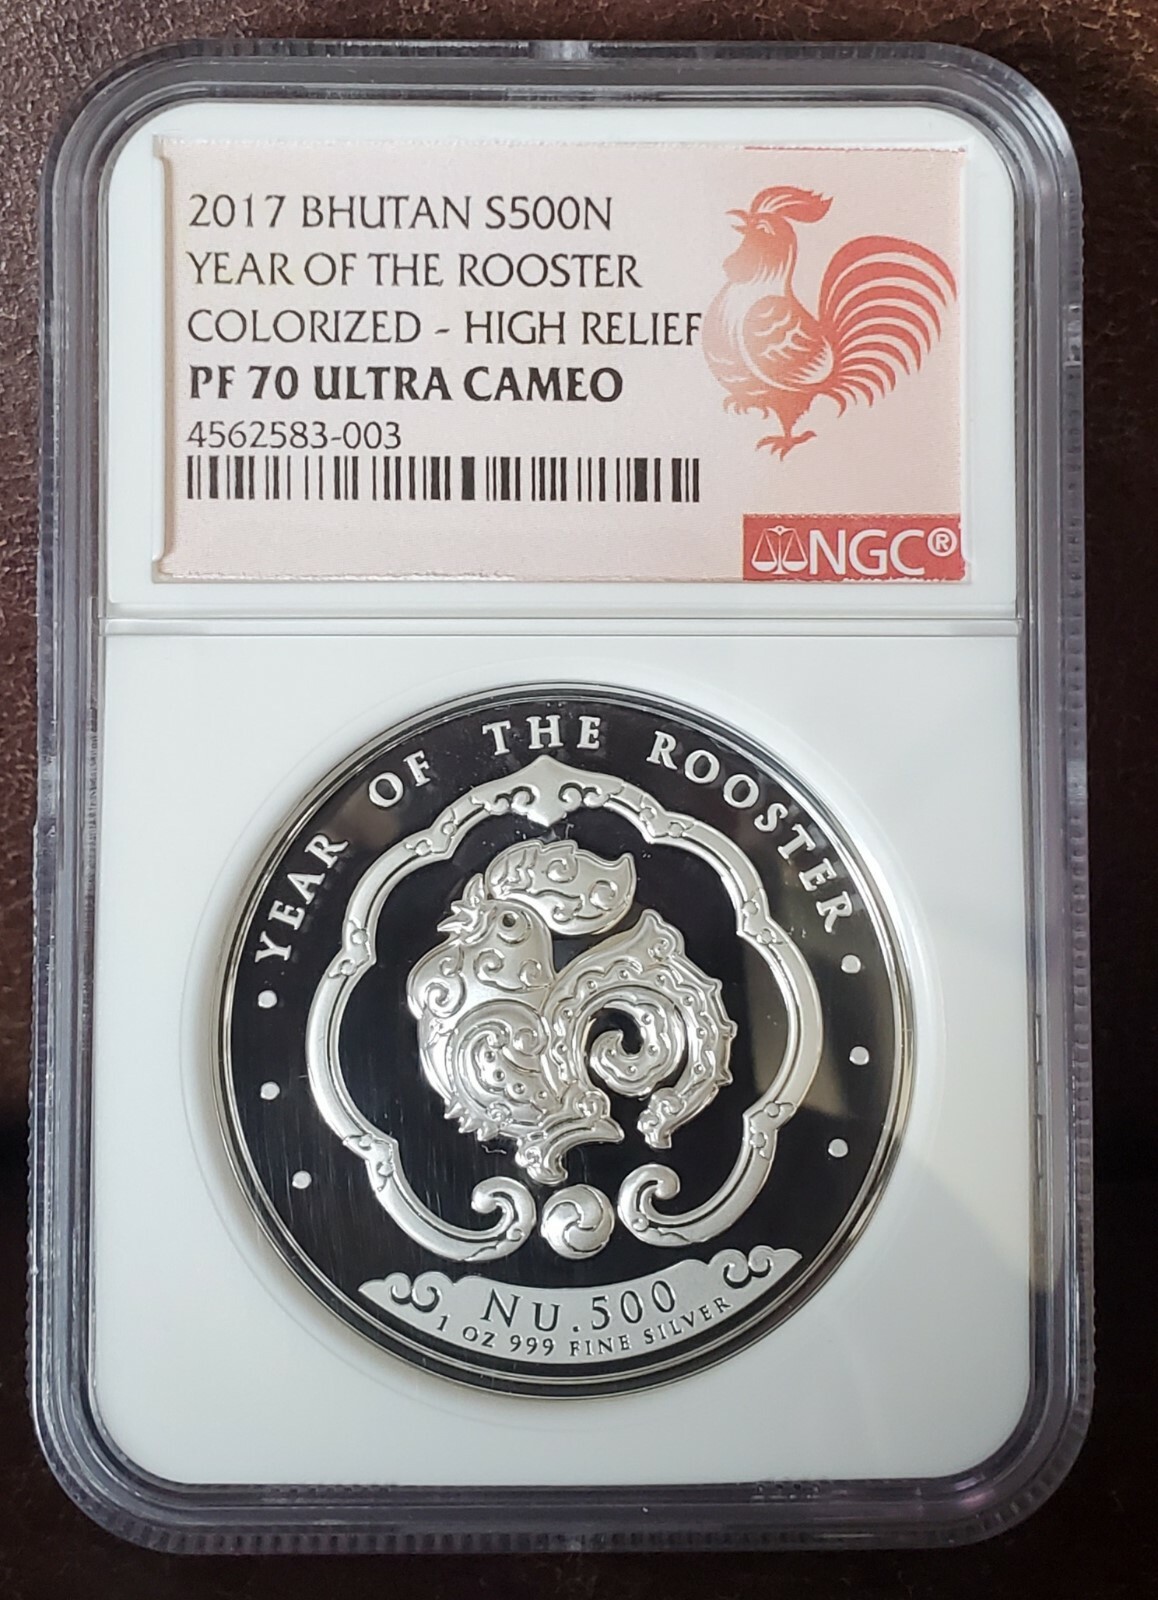 2017 BHUTAN S500N
YEAR OF THE ROOSTER
COLORIZED - HIGH RELIEF
PF 70 ULTRA CAMEO
4562583-003
NGC®
YEAR OF THE ROOSTER
NU.500
1 OZ 999 FINE SILVER